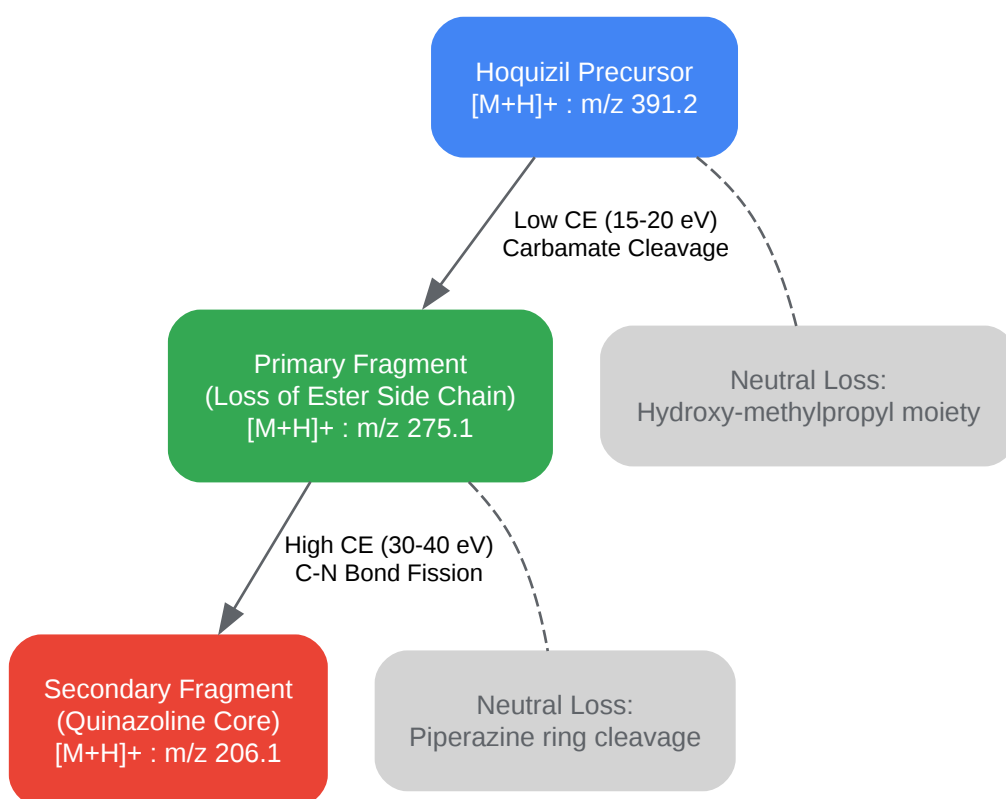 Hoquizil Precursor
[M+H]+ : m/z 391.2
Low CE (15-20 eV)
Carbamate Cleavage
Primary Fragment
(Loss of Ester Side Chain)
[M+H]+ : m/z 275.1
Neutral Loss:
Hydroxy-methylpropyl moiety
High CE (30-40 eV)
C-N Bond Fission
Secondary Fragment
(Quinazoline Core)
[M+H]+ : m/z 206.1
Neutral Loss:
Piperazine ring cleavage